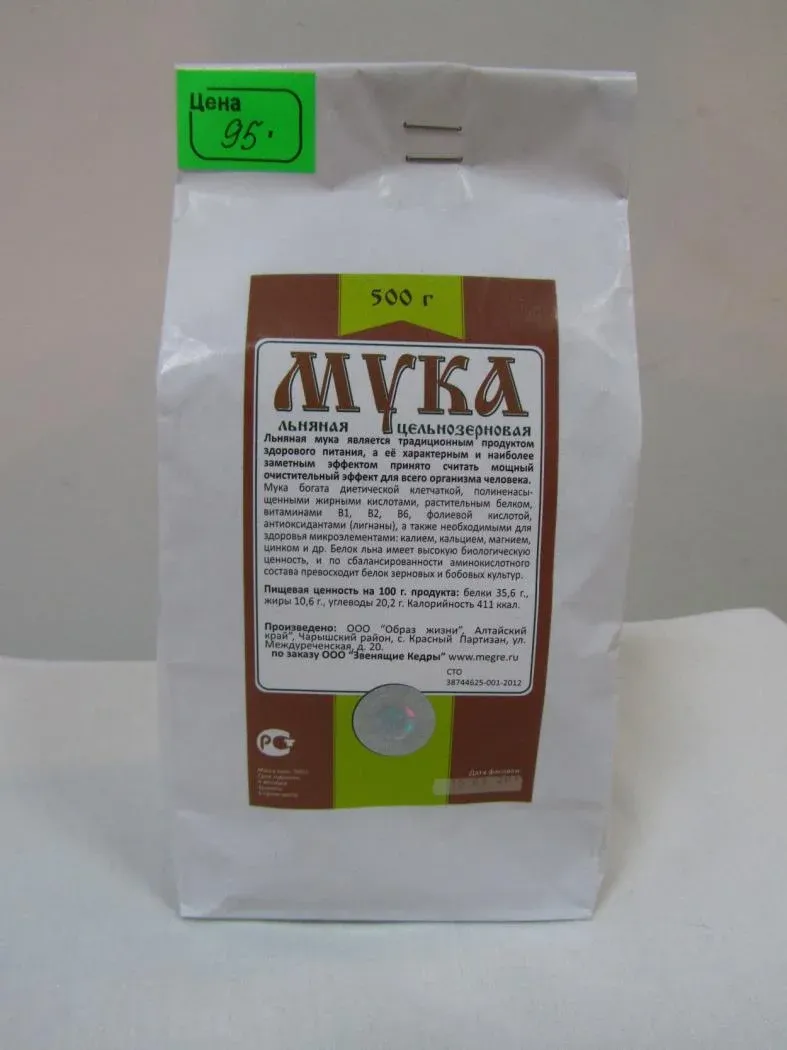 Цена
95.
500 г
МУКА
ЛЬНЯНАЯ ЦЕЛЬНОЗЕРНОВАЯ
Льняная мука является традиционным продуктом
здорового питания, а её характерным и наиболее
заметным эффектом принято считать мощный
очистительный эффект для всего организма человека.
Мука богата диетической клетчаткой, полиненасы-
щенными жирными кислотами, растительным белком,
витаминами B1, B2, B6, фолиевой кислотой,
антиоксидантами (лигнаны), а также необходимыми для
здоровья микроэлементами: калием, кальцием, магнием,
цинком и др. Белок льна имеет высокую биологическую
ценность, и по сбалансированности аминокислотного
состава превосходит белок зерновых и бобовых культур.
Пищевая ценность на 100 г. продукта: белки 35,6 г.,
жиры 10,6 г., углеводы 20,2 г. Калорийность 411 ккал.
Произведено: ООО "Образ жизни", Алтайский
край", Чарышский район, с. Красный Партизан, ул.
Междуреченская, д. 20.
по заказу ООО "Звенящие Кедры" www.megre.ru
СТО
38744625-001-2012
РСТ
Дата фасовки: